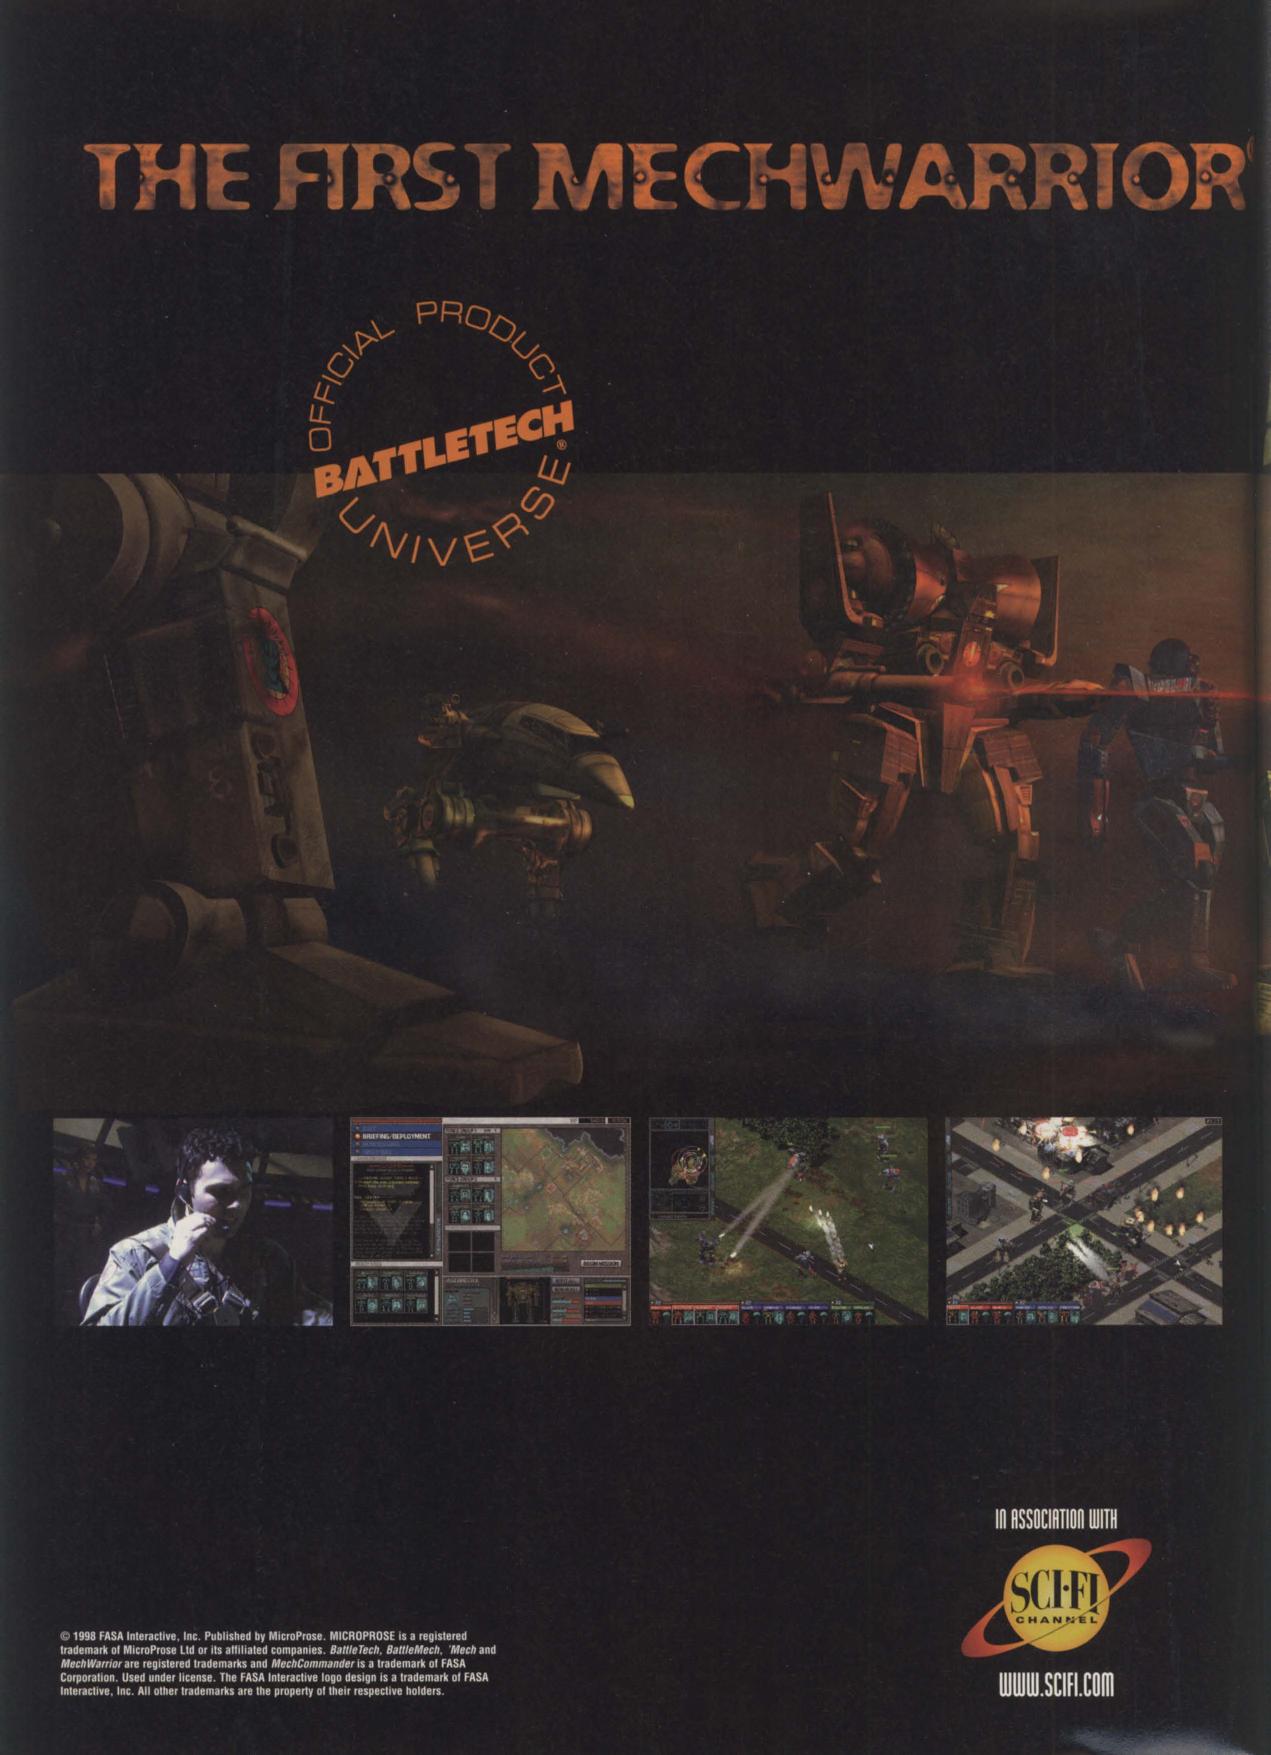 THE FIRST MECHWARRIOR®
OFFICIAL PRODUCT
BATTLETECH®
UNIVERSE
BRIEFING/DEPLOYMENT
IN ASSOCIATION WITH
SCI-FI
CHANNEL
WWW.SCIFI.COM
© 1998 FASA Interactive, Inc. Published by MicroProse. MICROPROSE is a registered
trademark of MicroProse Ltd or its affiliated companies. BattleTech, BattleMech, 'Mech and
MechWarrior are registered trademarks and MechCommander is a trademark of FASA
Corporation. Used under license. The FASA Interactive logo design is a trademark of FASA
Interactive, Inc. All other trademarks are the property of their respective holders.